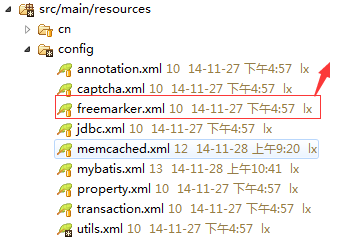 src/main/resources
cn
config
annotation.xml 10 14-11-27 下午4:57 lx
captcha.xml 10 14-11-27 下午4:57 lx
freemarker.xml 10 14-11-27 下午4:57 lx
jdbc.xml 10 14-11-27 下午4:57 lx
memcached.xml 12 14-11-28 上午9:20 lx
mybatis.xml 13 14-11-28 上午10:41 lx
property.xml 10 14-11-27 下午4:57 lx
transaction.xml 10 14-11-27 下午4:57 lx
utils.xml 10 14-11-27 下午4:57 lx